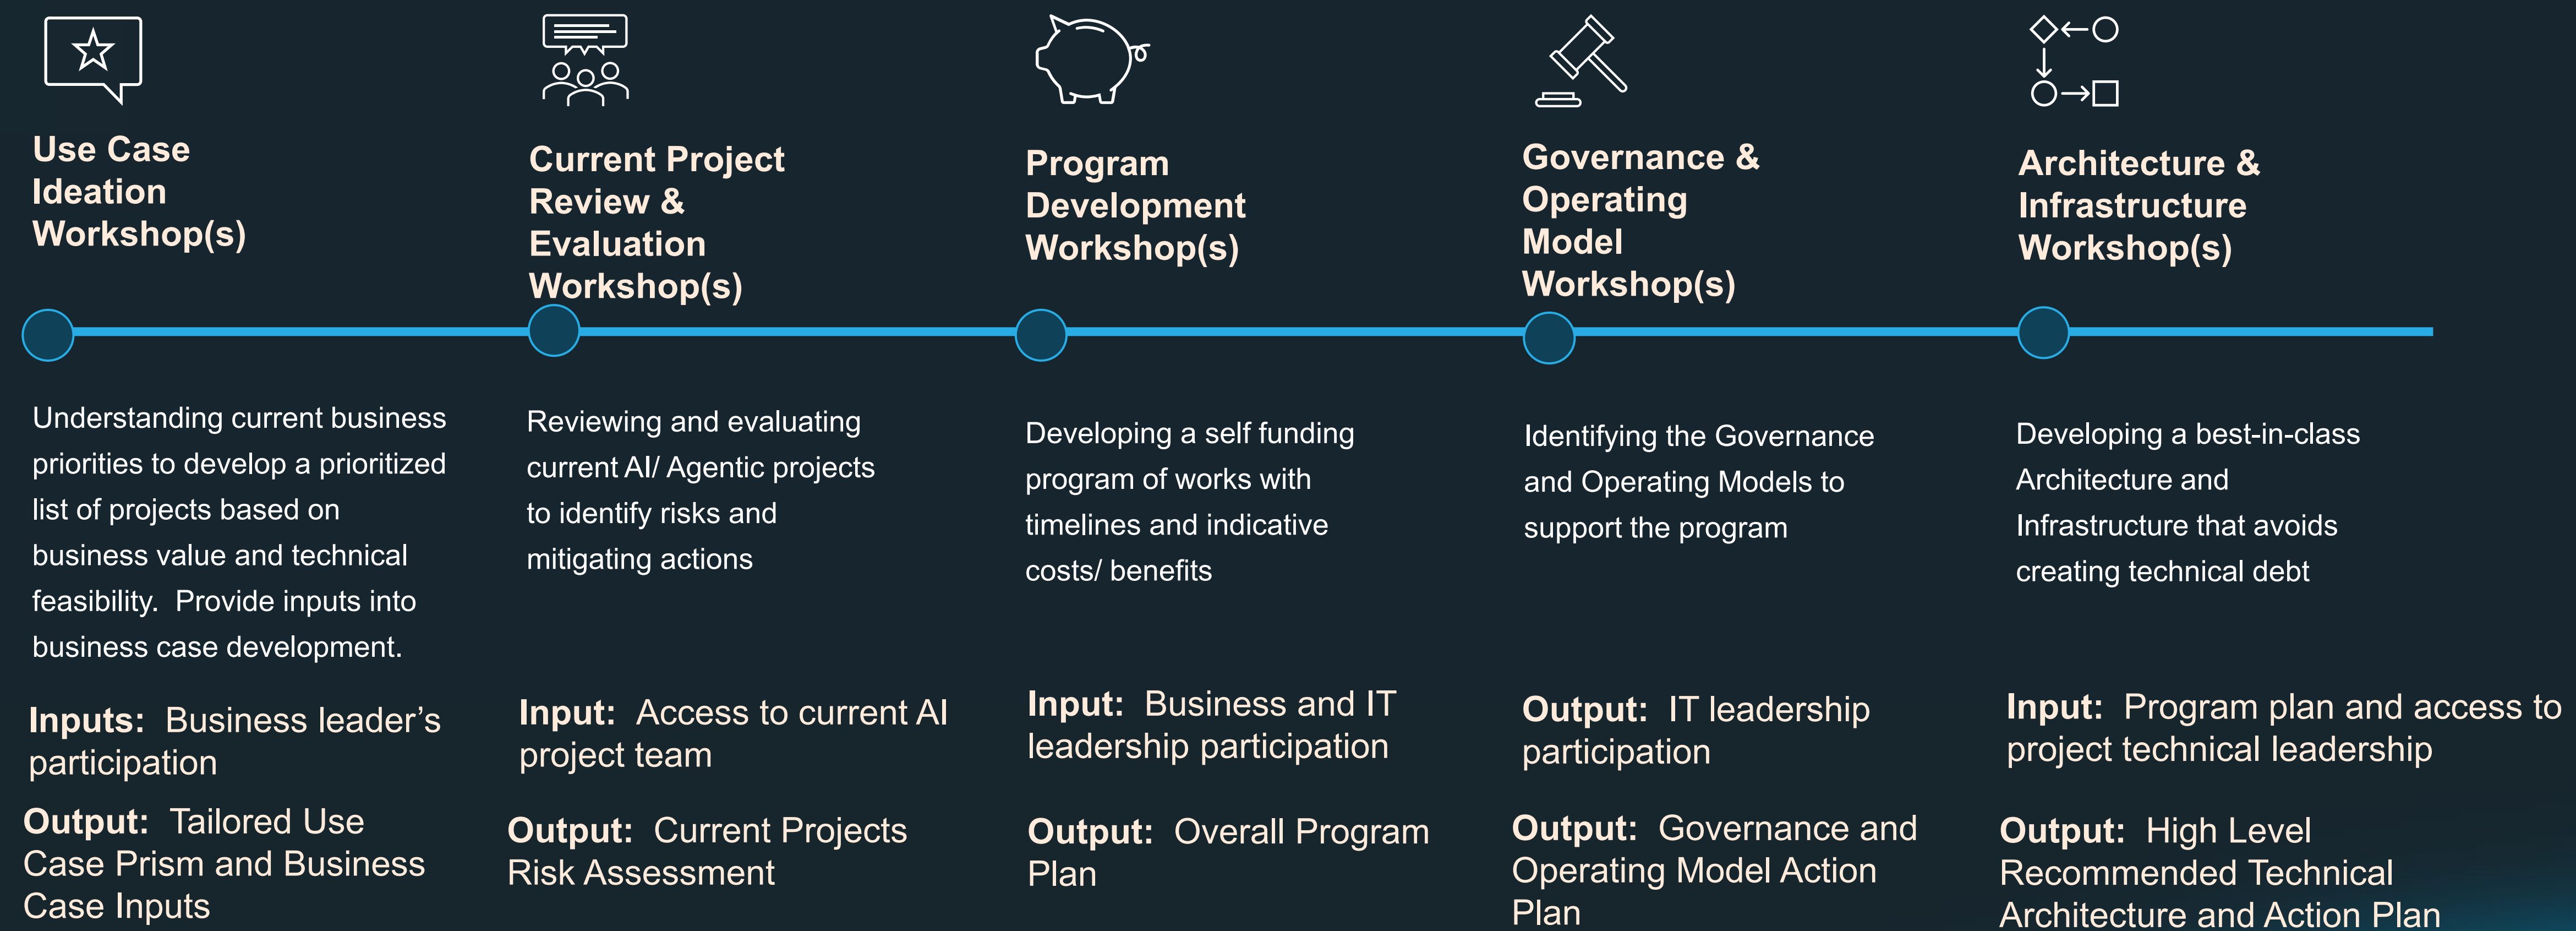 Use Case
Ideation
Workshop(s)
Current Project
Review &
Evaluation
Workshop(s)
Program
Development
Workshop(s)
Governance &
Operating
Model
Workshop(s)
Architecture &
Infrastructure
Workshop(s)
Understanding current business
priorities to develop a prioritized
list of projects based on
business value and technical
feasibility.  Provide inputs into
business case development.
Reviewing and evaluating
current AI/ Agentic projects
to identify risks and
mitigating actions
Developing a self funding
program of works with
timelines and indicative
costs/ benefits
Identifying the Governance
and Operating Models to
support the program
Developing a best-in-class
Architecture and
Infrastructure that avoids
creating technical debt
Inputs:  Business leader’s
participation
Input:  Access to current AI
project team
Input:  Business and IT
leadership participation
Output:  IT leadership
participation
Input:  Program plan and access to
project technical leadership
Output:  Tailored Use
Case Prism and Business
Case Inputs
Output:  Current Projects
Risk Assessment
Output:  Overall Program
Plan
Output:  Governance and
Operating Model Action
Plan
Output:  High Level
Recommended Technical
Architecture and Action Plan